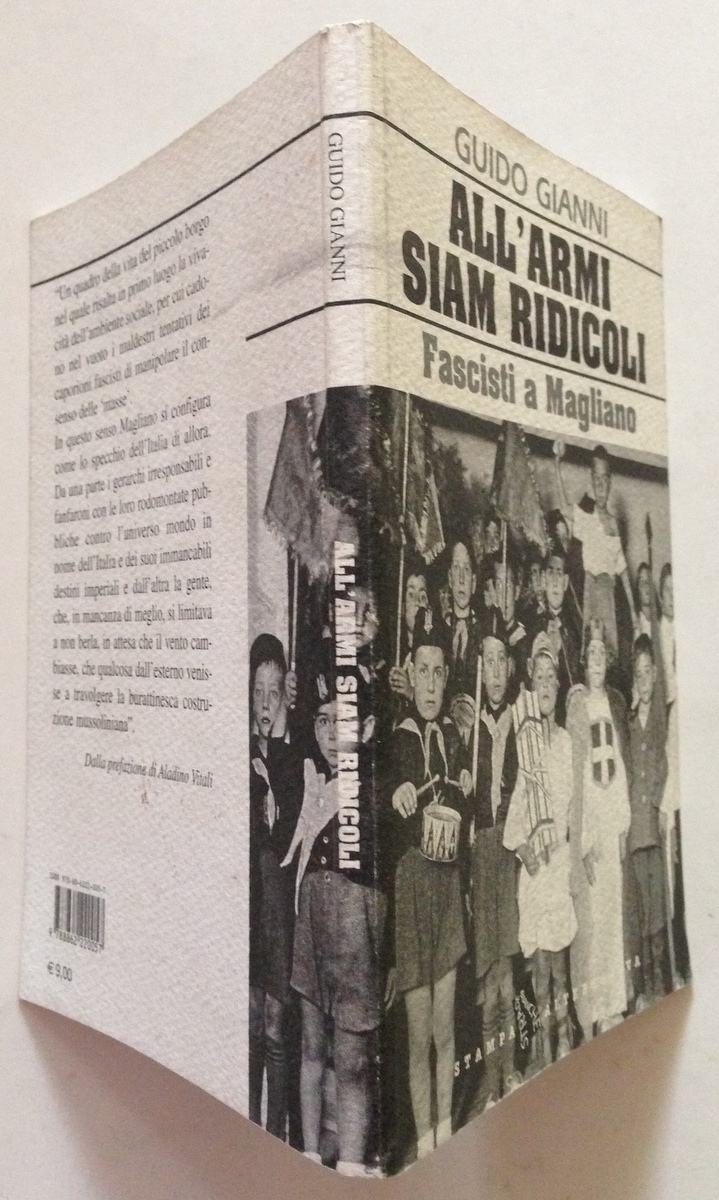 GUIDO GIANNI
ALL'ARMI
SIAM RIDICOLI
Fascisti a Magliano
STAMPA ALTE
GUIDO GIANNI
ALL'ARMI SIAM RIDICOLI
"Un quadro della vita del piccolo borgo
nel quale risalta in primo luogo la viva-
cità dell'ambiente sociale, per cui cado-
no nel vuoto i maldestri tentativi dei
caporioni fascisti di manipolare il con-
senso delle 'masse'.
In questo senso Magliano si configura
come lo specchio dell'Italia di allora.
Da una parte i gerarchi irresponsabili e
fanfaroni con le loro rodomontate pub-
bliche contro l'universo mondo in
nome dell'Italia e dei suoi immancabili
destini imperiali e dall'altra la gente,
che, in mancanza di meglio, si limitava
a non berla, in attesa che il vento cam-
biasse, che qualcosa dall'esterno venis-
se a travolgere la burattinesca costru-
zione mussoliniana".
Dalla prefazione di Aladino Vitali
€ 9,00